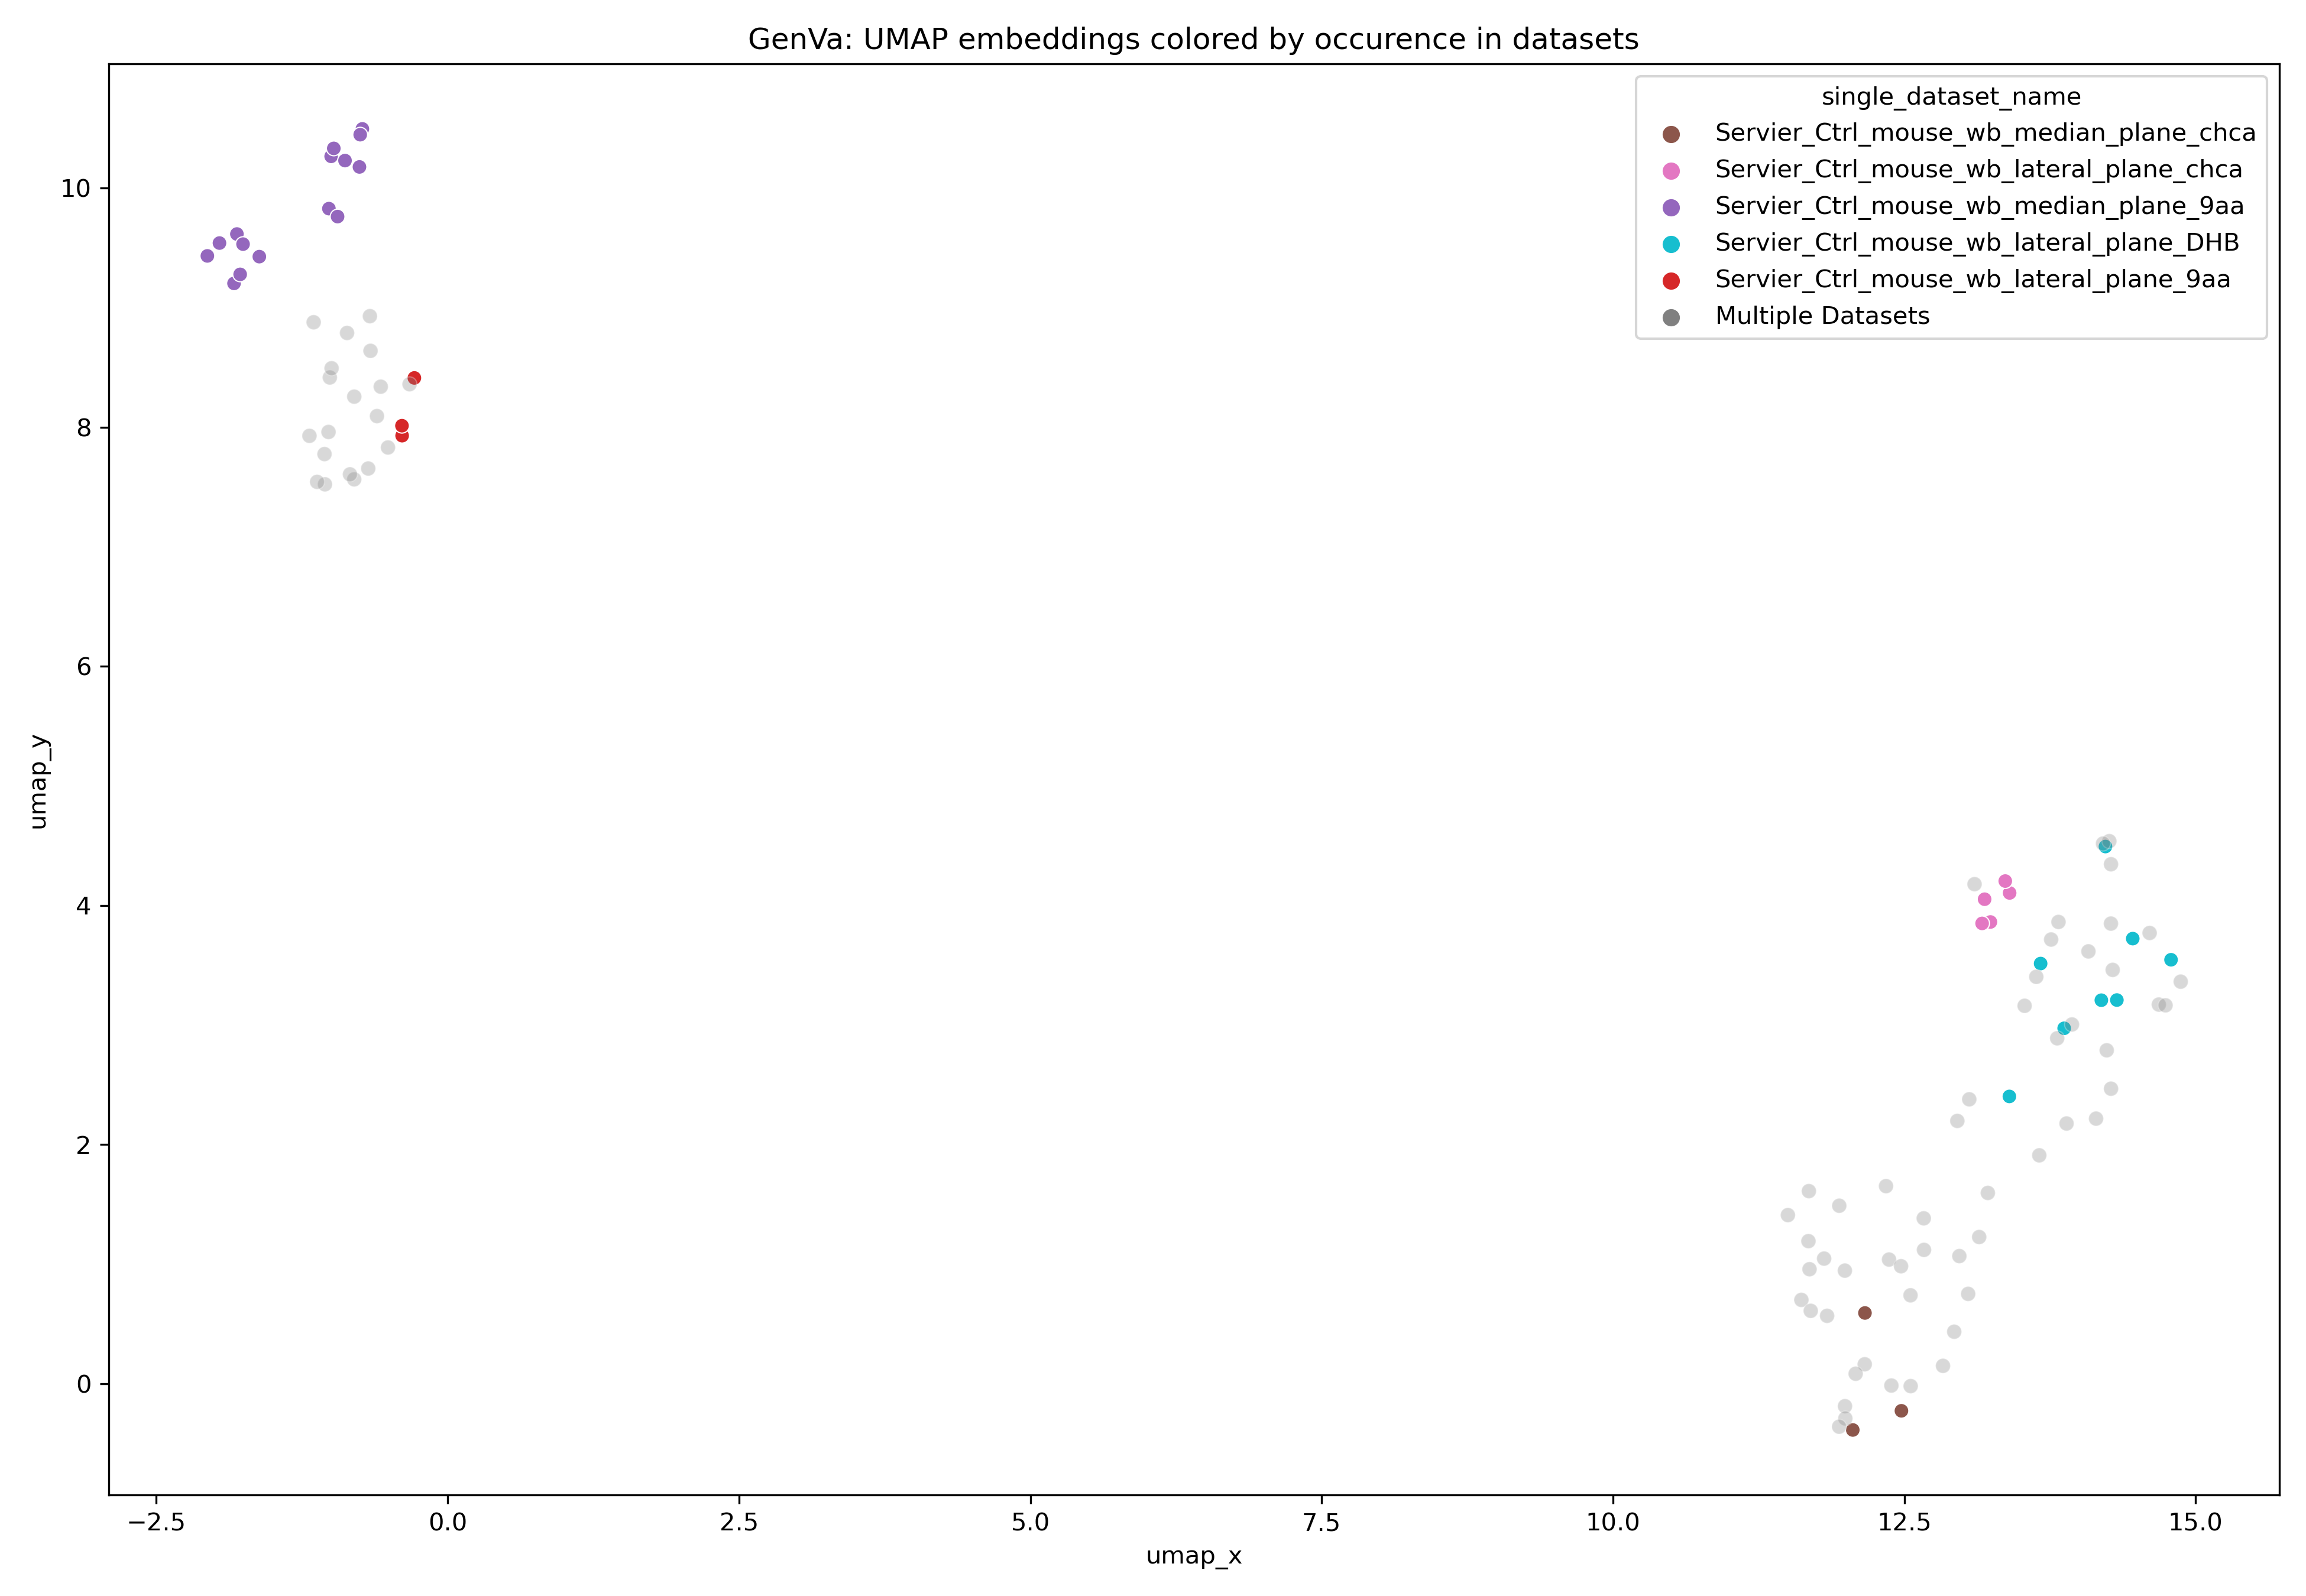 GenVa: UMAP embeddings colored by occurence in datasets
single_dataset_name
Servier_Ctrl_mouse_wb_median_plane_chca
Servier_Ctrl_mouse_wb_lateral_plane_chca
Servier_Ctrl_mouse_wb_median_plane_9aa
Servier_Ctrl_mouse_wb_lateral_plane_DHB
Servier_Ctrl_mouse_wb_lateral_plane_9aa
Multiple Datasets
10
8
6
4
2
0
umap_y
−2.5 0.0 2.5 5.0 7.5 10.0 12.5 15.0
umap_x